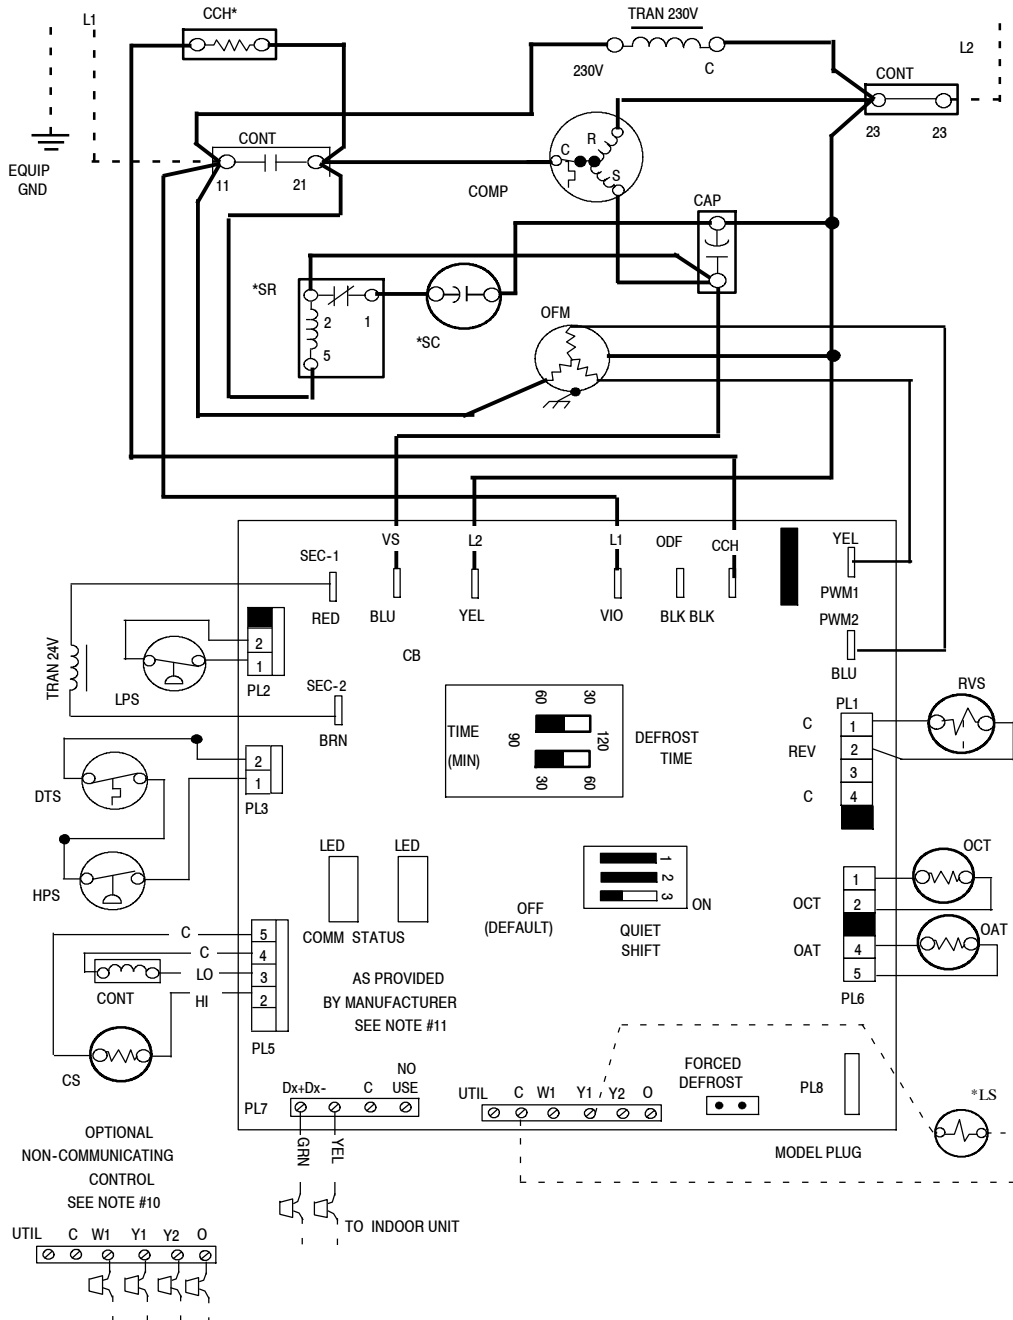 L1
CCH*
TRAN 230V
L2
230V
C
CONT
23
23
EQUIP
GND
CONT
11
21
C
R
S
COMP
CAP
*SR
2
1
5
*SC
OFM
VS
L2
L1
ODF
CCH
YEL
SEC-1
RED
BLU
YEL
VIO
BLK BLK
PWM1
PWM2
BLU
TRAN 24V
LPS
2
1
PL2
CB
SEC-2
BRN
RVS
PL1
C
1
REV
2
3
C
4
60
30
TIME
(MIN)
90
120
30
60
DEFROST
TIME
DTS
2
1
PL3
HPS
LED
LED
COMM STATUS
1
2
3
ON
OFF
(DEFAULT)
QUIET
SHIFT
OCT
1
OCT
2
OAT
OAT
4
5
PL6
C
5
C
4
LO
3
HI
2
CONT
CS
PL5
AS PROVIDED
BY MANUFACTURER
SEE NOTE #11
NO
USE
Dx+Dx-
C
PL7
UTIL
C
W1
Y1
Y2
O
FORCED
DEFROST
PL8
*LS
MODEL PLUG
GRN
YEL
TO INDOOR UNIT
OPTIONAL
NON-COMMUNICATING
CONTROL
SEE NOTE #10
UTIL
C
W1
Y1
Y2
O